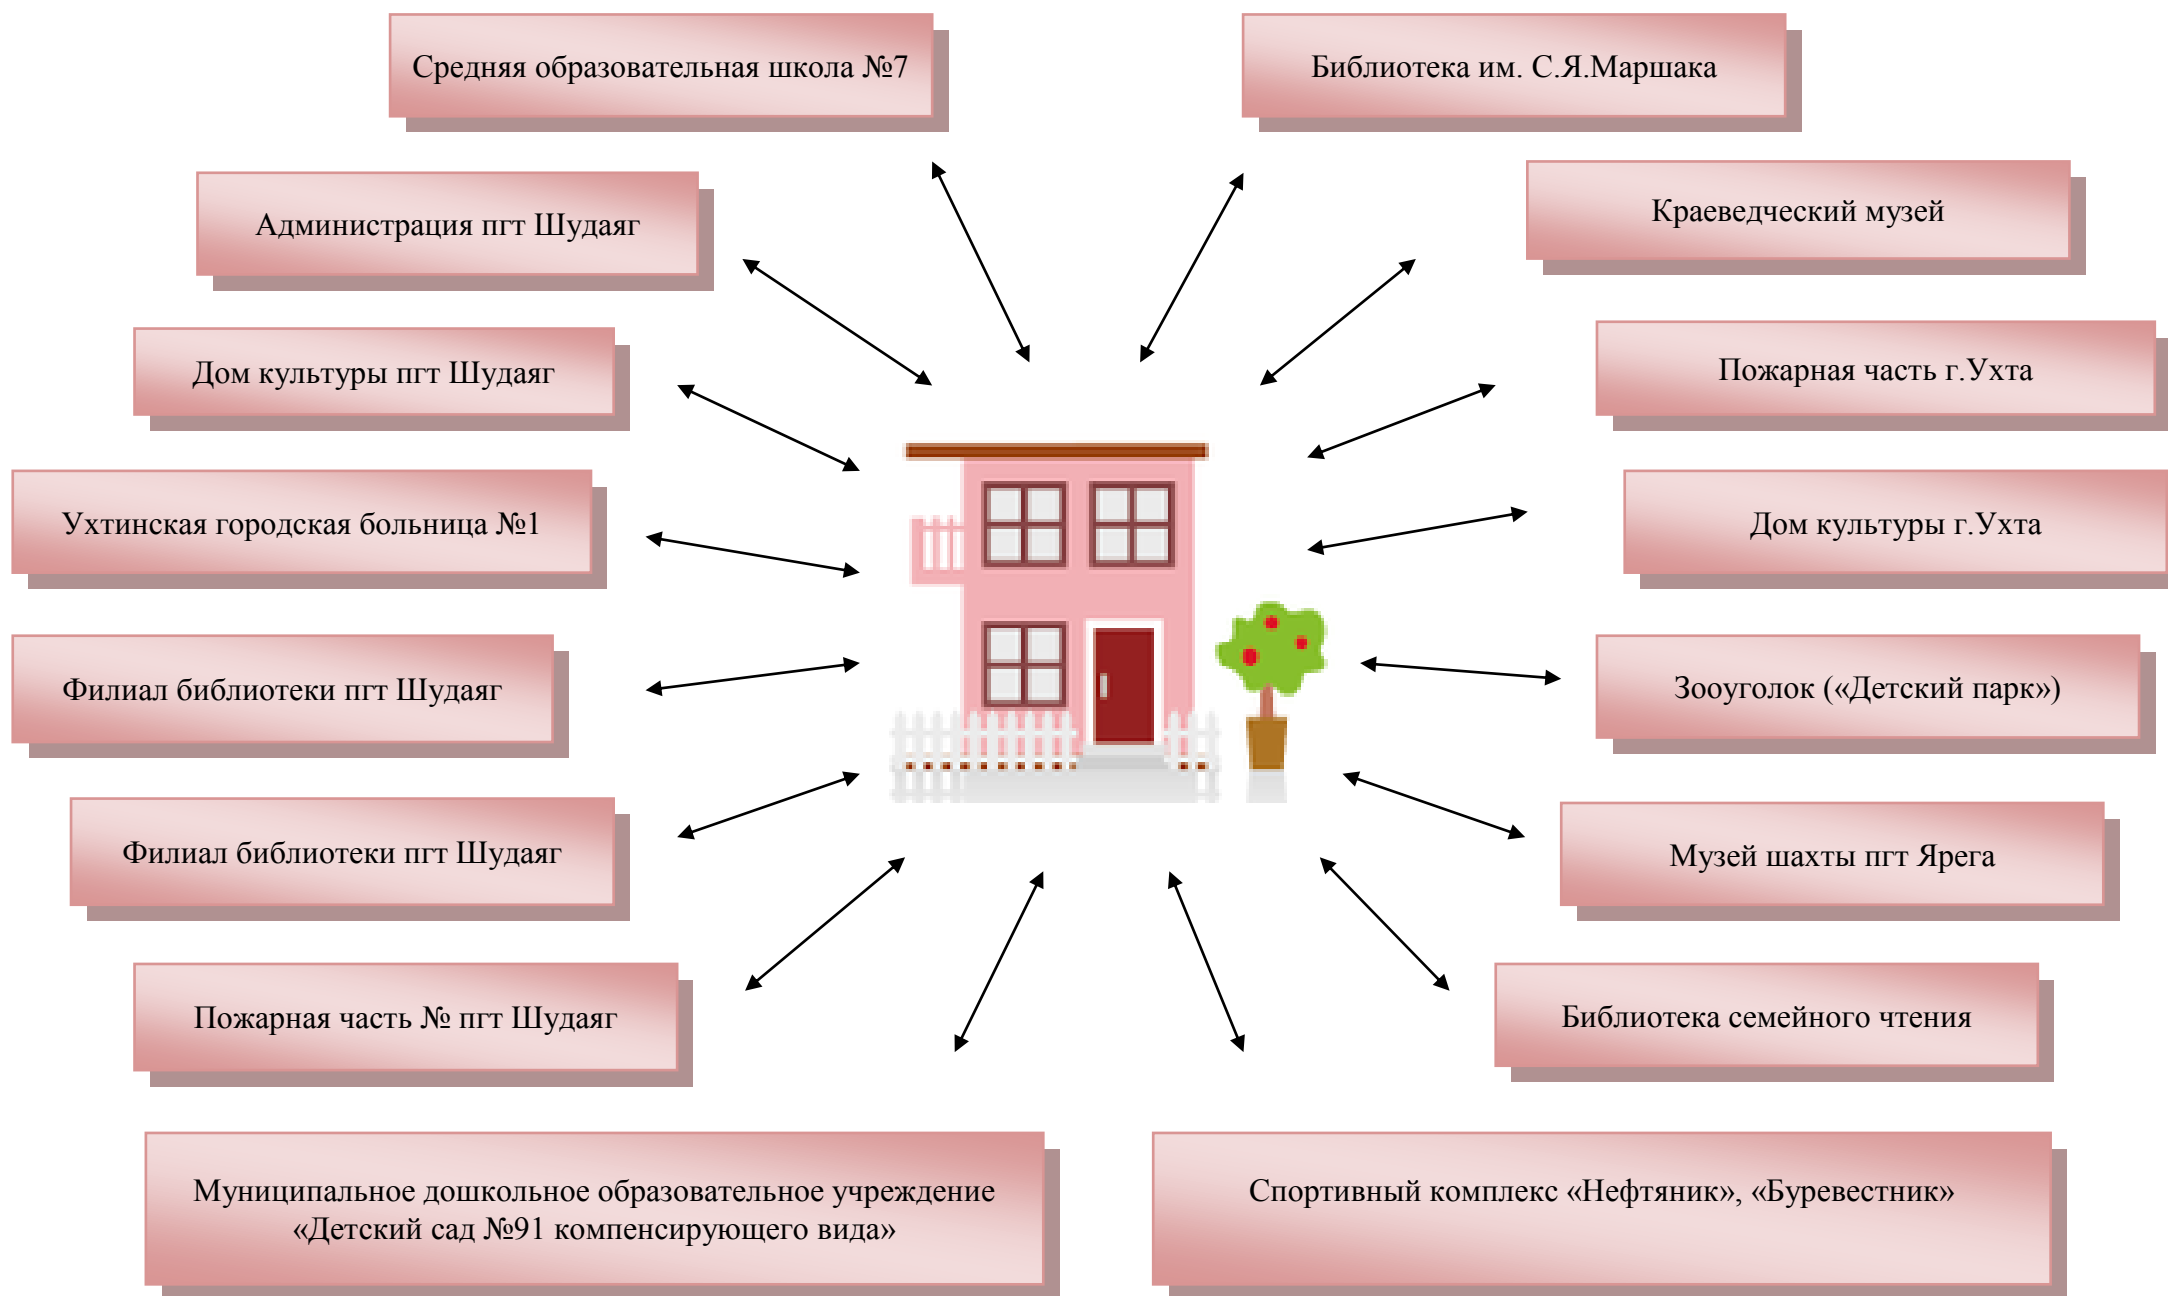 Средняя образовательная школа №7
Библиотека им. С.Я.Маршака
Администрация пгт Шудаяг
Краеведческий музей
Дом культуры пгт Шудаяг
Пожарная часть г.Ухта
Ухтинская городская больница №1
Дом культуры г.Ухта
Филиал библиотеки пгт Шудаяг
Зооуголок («Детский парк»)
Филиал библиотеки пгт Шудаяг
Музей шахты пгт Ярега
Пожарная часть № пгт Шудаяг
Библиотека семейного чтения
Муниципальное дошкольное образовательное учреждение
«Детский сад №91 компенсирующего вида»
Спортивный комплекс «Нефтяник», «Буревестник»